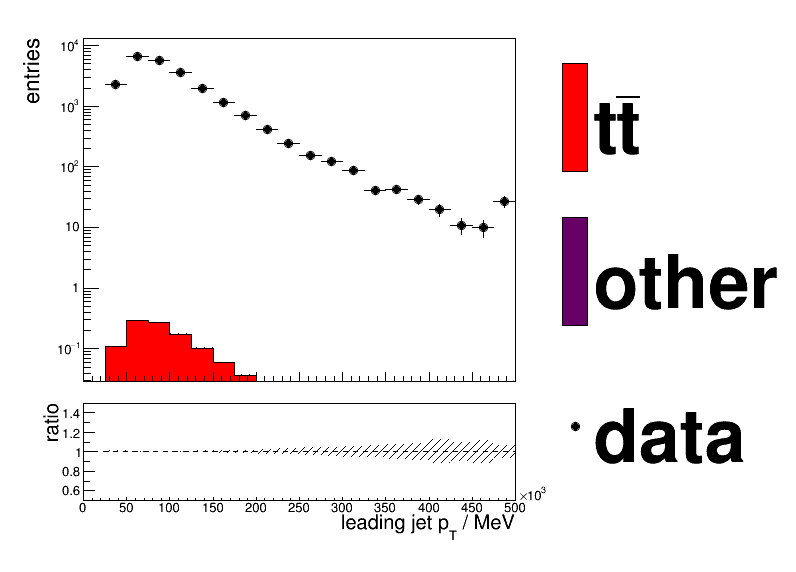 entries
10⁴
10³
10²
10
1
10⁻¹
ratio
1.4
1.2
1
0.8
0.6
0 50 100 150 200 250 300 350 400 450 500
×10³
leading jet p_T / MeV
tt̅
other
data